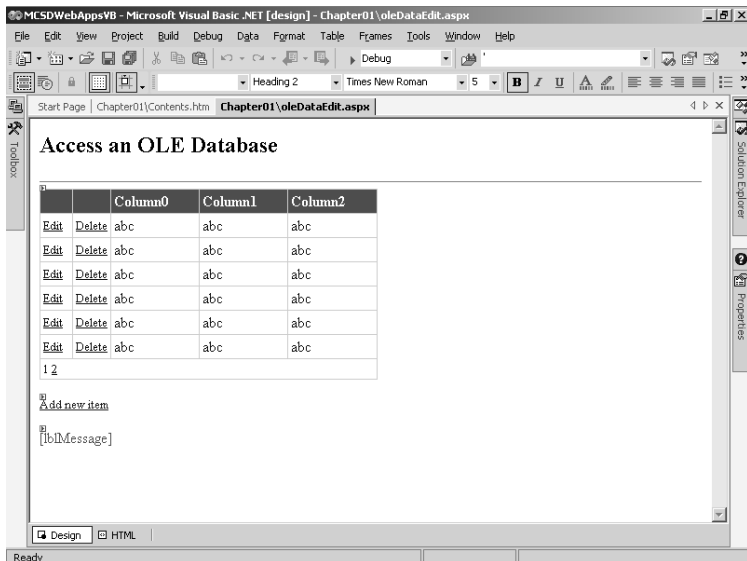 MCSDWebAppsVB - Microsoft Visual Basic .NET [design] - Chapter01\oleDataEdit.aspx
File Edit View Project Build Debug Data Format Table Frames Tools Window Help
Debug
Heading 2 Times New Roman 5 B I U
Start Page Chapter01\Contents.htm Chapter01\oleDataEdit.aspx
Toolbox
Solution Explorer
Properties
Access an OLE Database
Column0 Column1 Column2
Edit Delete abc abc abc
Edit Delete abc abc abc
Edit Delete abc abc abc
Edit Delete abc abc abc
Edit Delete abc abc abc
Edit Delete abc abc abc
1 2
Add new item
[lblMessage]
Design HTML
Ready